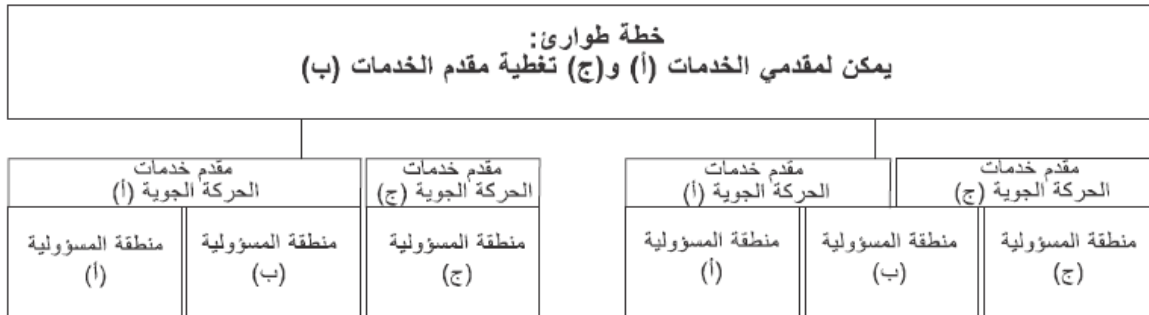 خطة طوارئ:
يمكن لمقدمي الخدمات (أ) و(ج) تغطية مقدم الخدمات (ب)
مقدم خدمات
الحركة الجوية (ج)
مقدم خدمات
الحركة الجوية (أ)
مقدم خدمات
الحركة الجوية (ج)
مقدم خدمات
الحركة الجوية (أ)
منطقة المسؤولية
(ج)
منطقة المسؤولية
(ب)
منطقة المسؤولية
(أ)
منطقة المسؤولية
(ج)
منطقة المسؤولية
(ب)
منطقة المسؤولية
(أ)